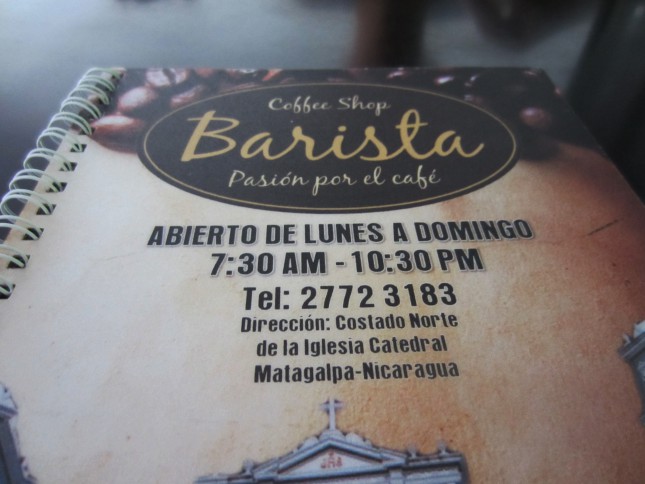 Coffee Shop
Barista
Pasión por el café
ABIERTO DE LUNES A DOMINGO
7:30 AM - 10:30 PM
Tel: 2772 3183
Dirección: Costado Norte
de la Iglesia Catedral
Matagalpa-Nicaragua